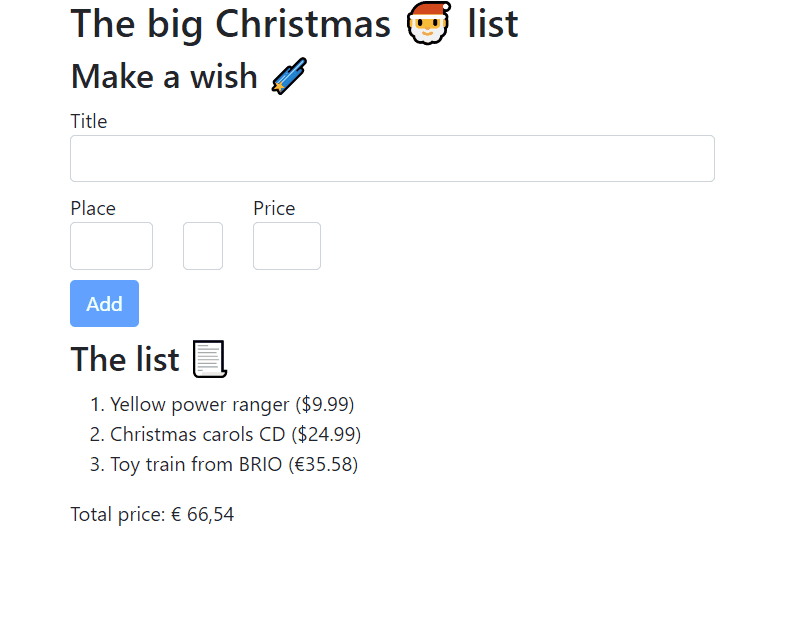 The big Christmas 🎅 list
Make a wish 🌠
Title
Place Price
Add
The list 📃
1. Yellow power ranger ($9.99)
2. Christmas carols CD ($24.99)
3. Toy train from BRIO (€35.58)
Total price: € 66,54